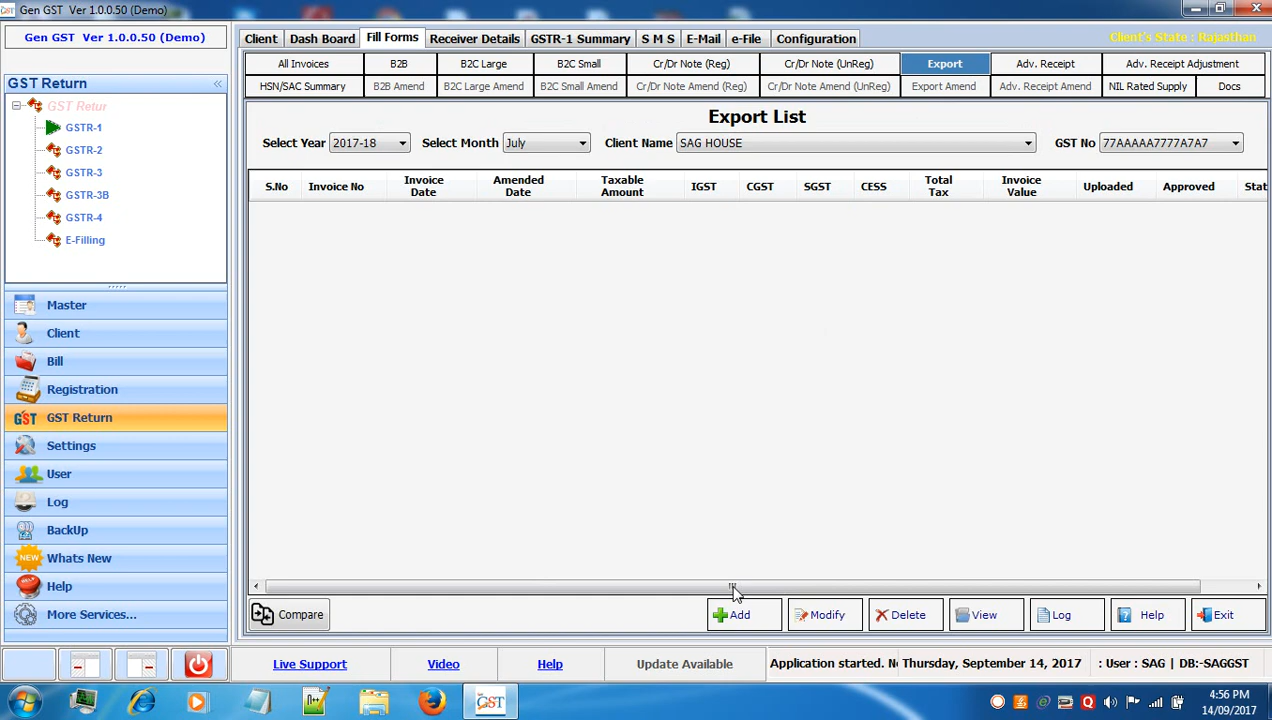 Gen GST Ver 1.0.0.50 (Demo)
Gen GST Ver 1.0.0.50 (Demo)
GST Return
GST Retur
GSTR-1
GSTR-2
GSTR-3
GSTR-3B
GSTR-4
E-Filling
Master
Client
Bill
Registration
GST Return
Settings
User
Log
BackUp
Whats New
Help
More Services...
Client Dash Board Fill Forms Receiver Details GSTR-1 Summary S M S E-Mail e-File Configuration Client's State : Rajasthan
All Invoices B2B B2C Large B2C Small Cr/Dr Note (Reg) Cr/Dr Note (UnReg) Export Adv. Receipt Adv. Receipt Adjustment
HSN/SAC Summary B2B Amend B2C Large Amend B2C Small Amend Cr/Dr Note Amend (Reg) Cr/Dr Note Amend (UnReg) Export Amend Adv. Receipt Amend NIL Rated Supply Docs
Export List
Select Year 2017-18 Select Month July Client Name SAG HOUSE GST No 77AAAAA7777A7A7
S.No Invoice No Invoice Date Amended Date Taxable Amount IGST CGST SGST CESS Total Tax Invoice Value Uploaded Approved Stat
Compare Add Modify Delete View Log Help Exit
Live Support Video Help Update Available Application started. N Thursday, September 14, 2017 : User : SAG | DB:-SAGGST
GST
4:56 PM
14/09/2017